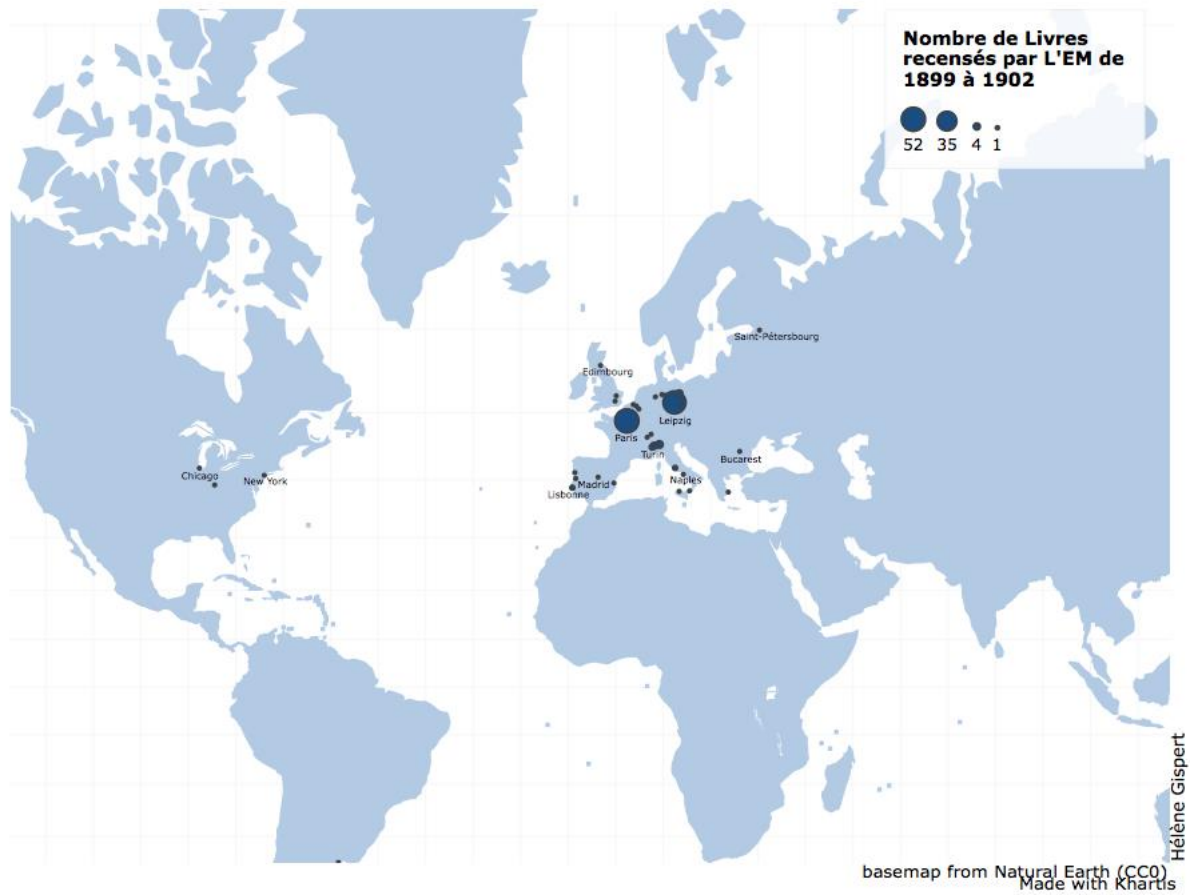 Nombre de Livres
recensés par L'EM de
1899 à 1902
52 35 4 1
Saint-Pétersbourg
Edimbourg
Leipzig
Paris
Turin
Bucarest
Chicago
New York
Naples
Madrid
Lisbonne
Hélène Gispert
basemap from Natural Earth (CC0)
Made with Khartis